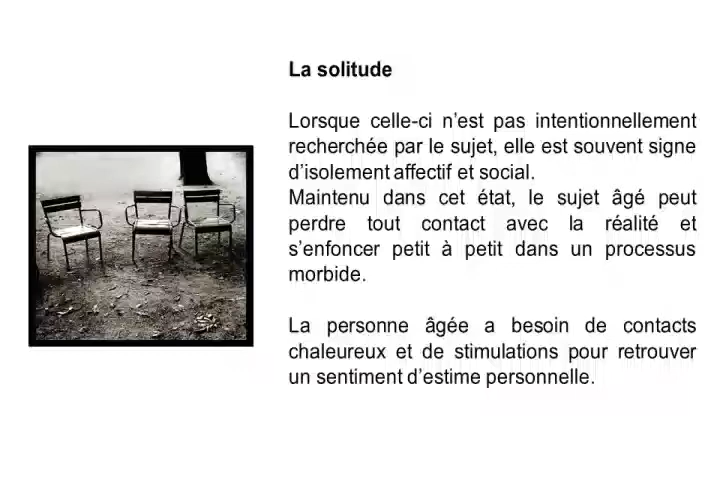 La solitude
Lorsque celle-ci n’est pas intentionnellement
recherchée par le sujet, elle est souvent signe
d’isolement affectif et social.
Maintenu dans cet état, le sujet âgé peut
perdre tout contact avec la réalité et
s’enfoncer petit à petit dans un processus
morbide.
La personne âgée a besoin de contacts
chaleureux et de stimulations pour retrouver
un sentiment d’estime personnelle.